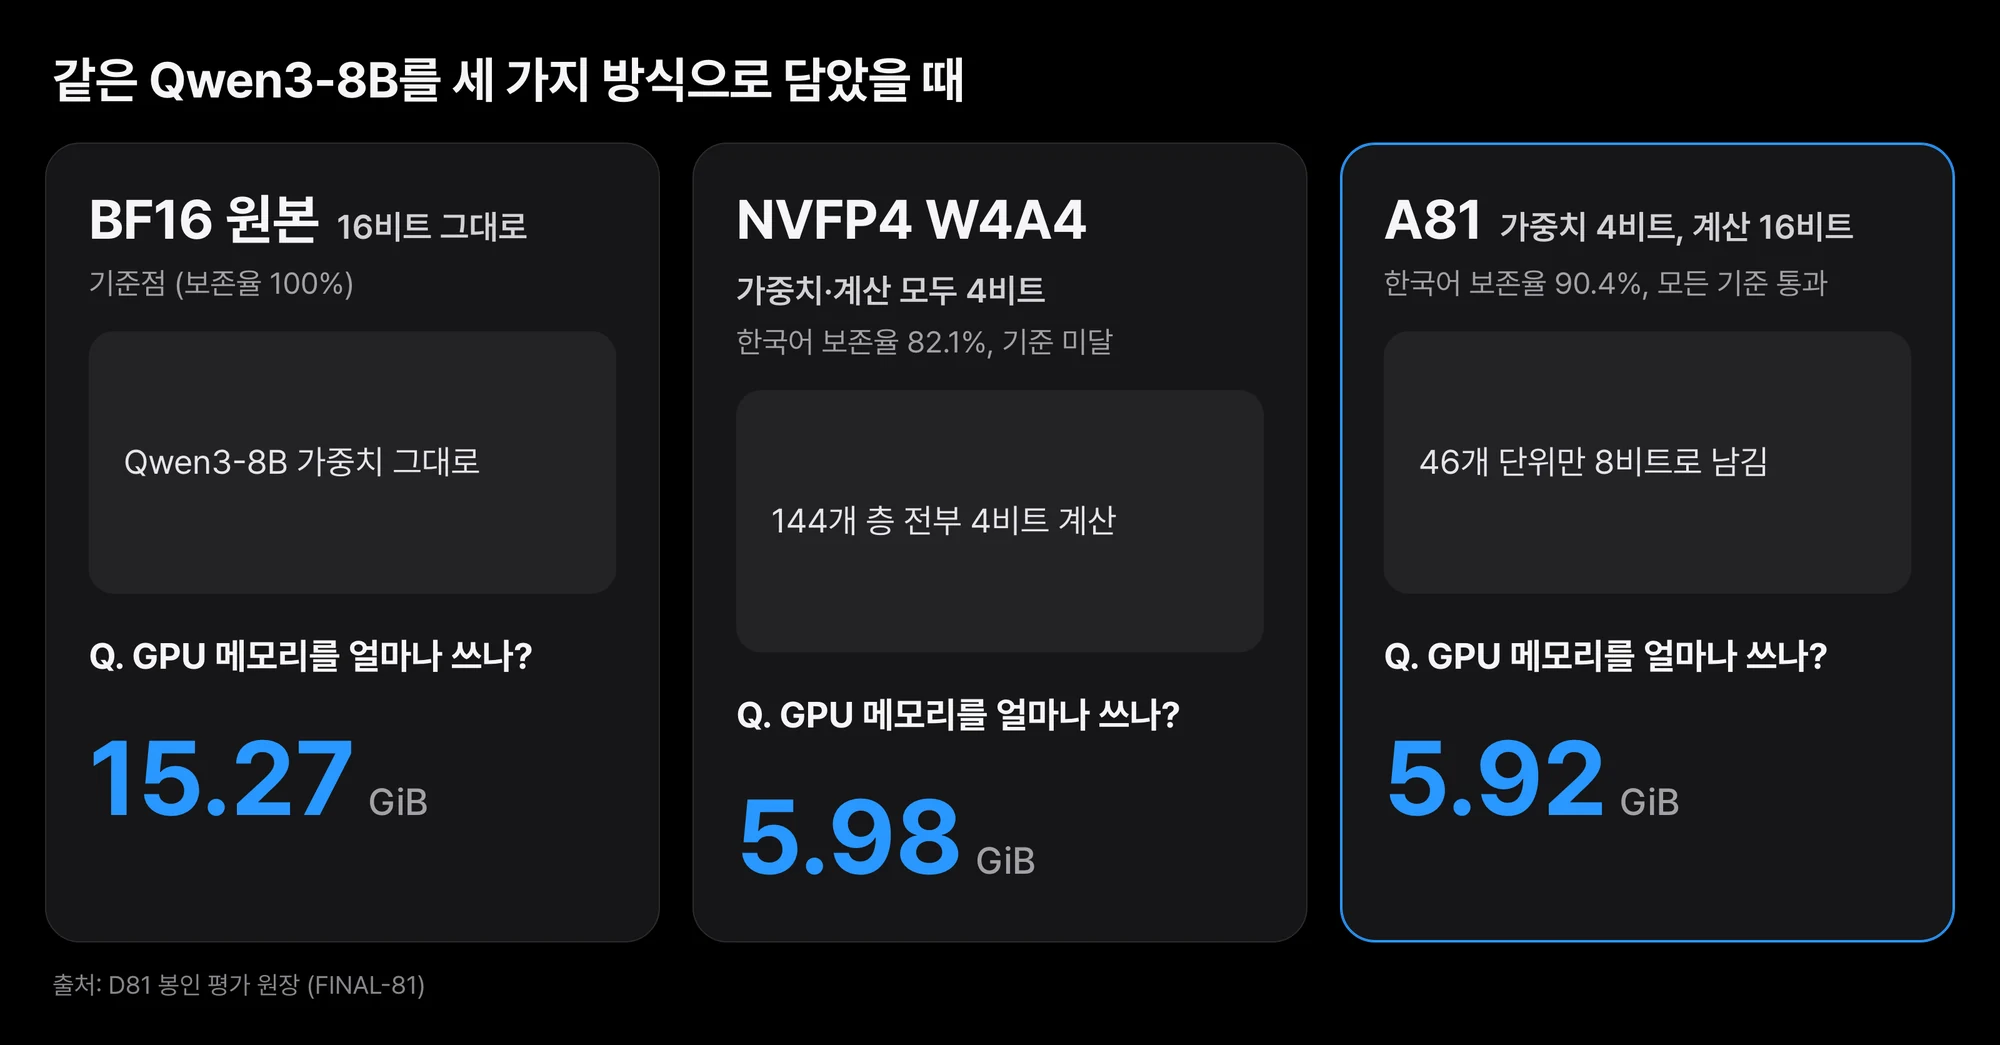 같은 Qwen3-8B를 세 가지 방식으로 담았을 때
BF16 원본 16비트 그대로
기준점 (보존율 100%)
Qwen3-8B 가중치 그대로
Q. GPU 메모리를 얼마나 쓰나?
15.27 GiB
NVFP4 W4A4
가중치·계산 모두 4비트
한국어 보존율 82.1%, 기준 미달
144개 층 전부 4비트 계산
Q. GPU 메모리를 얼마나 쓰나?
5.98 GiB
A81 가중치 4비트, 계산 16비트
한국어 보존율 90.4%, 모든 기준 통과
46개 단위만 8비트로 남김
Q. GPU 메모리를 얼마나 쓰나?
5.92 GiB
출처: D81 봉인 평가 원장 (FINAL-81)